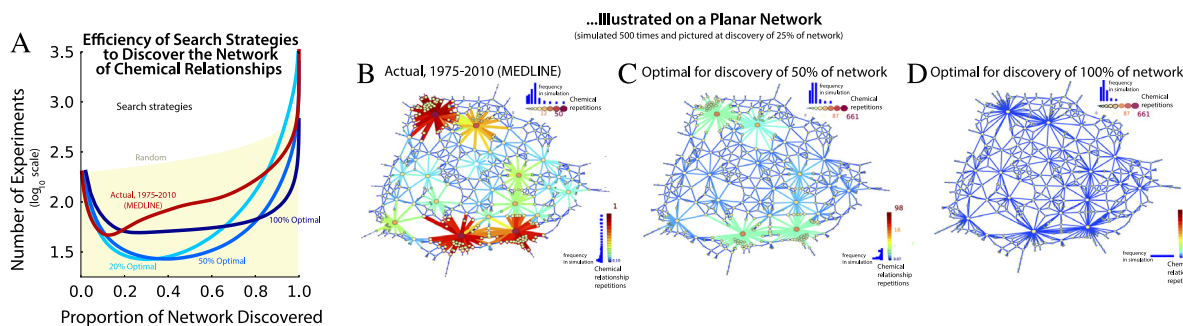 ...Illustrated on a Planar Network
(simulated 500 times and pictured at discovery of 25% of network)
A
Efficiency of Search Strategies
to Discover the Network
of Chemical Relationships
Search strategies
Random
Actual, 1975-2010
(MEDLINE)
100% Optimal
20% Optimal
50% Optimal
Number of Experiments
(log10 scale)
3.5
3.0
2.5
2.0
1.5
0.0
0.2
0.4
0.6
0.8
1.0
Proportion of Network Discovered
B
Actual, 1975-2010 (MEDLINE)
frequency
in simulation
Chemical
repetitions
12
50
1
frequency
in simulation
0.10
Chemical
relationship
repetitions
C
Optimal for discovery of 50% of network
frequency
in simulation
Chemical
repetitions
87
661
98
18
frequency
in simulation
Chemical
relationship
repetitions
D
Optimal for discovery of 100% of network
frequency
in simulation
Chemical
repetitions
87
661
frequency
in simulation
relationship
repetitions